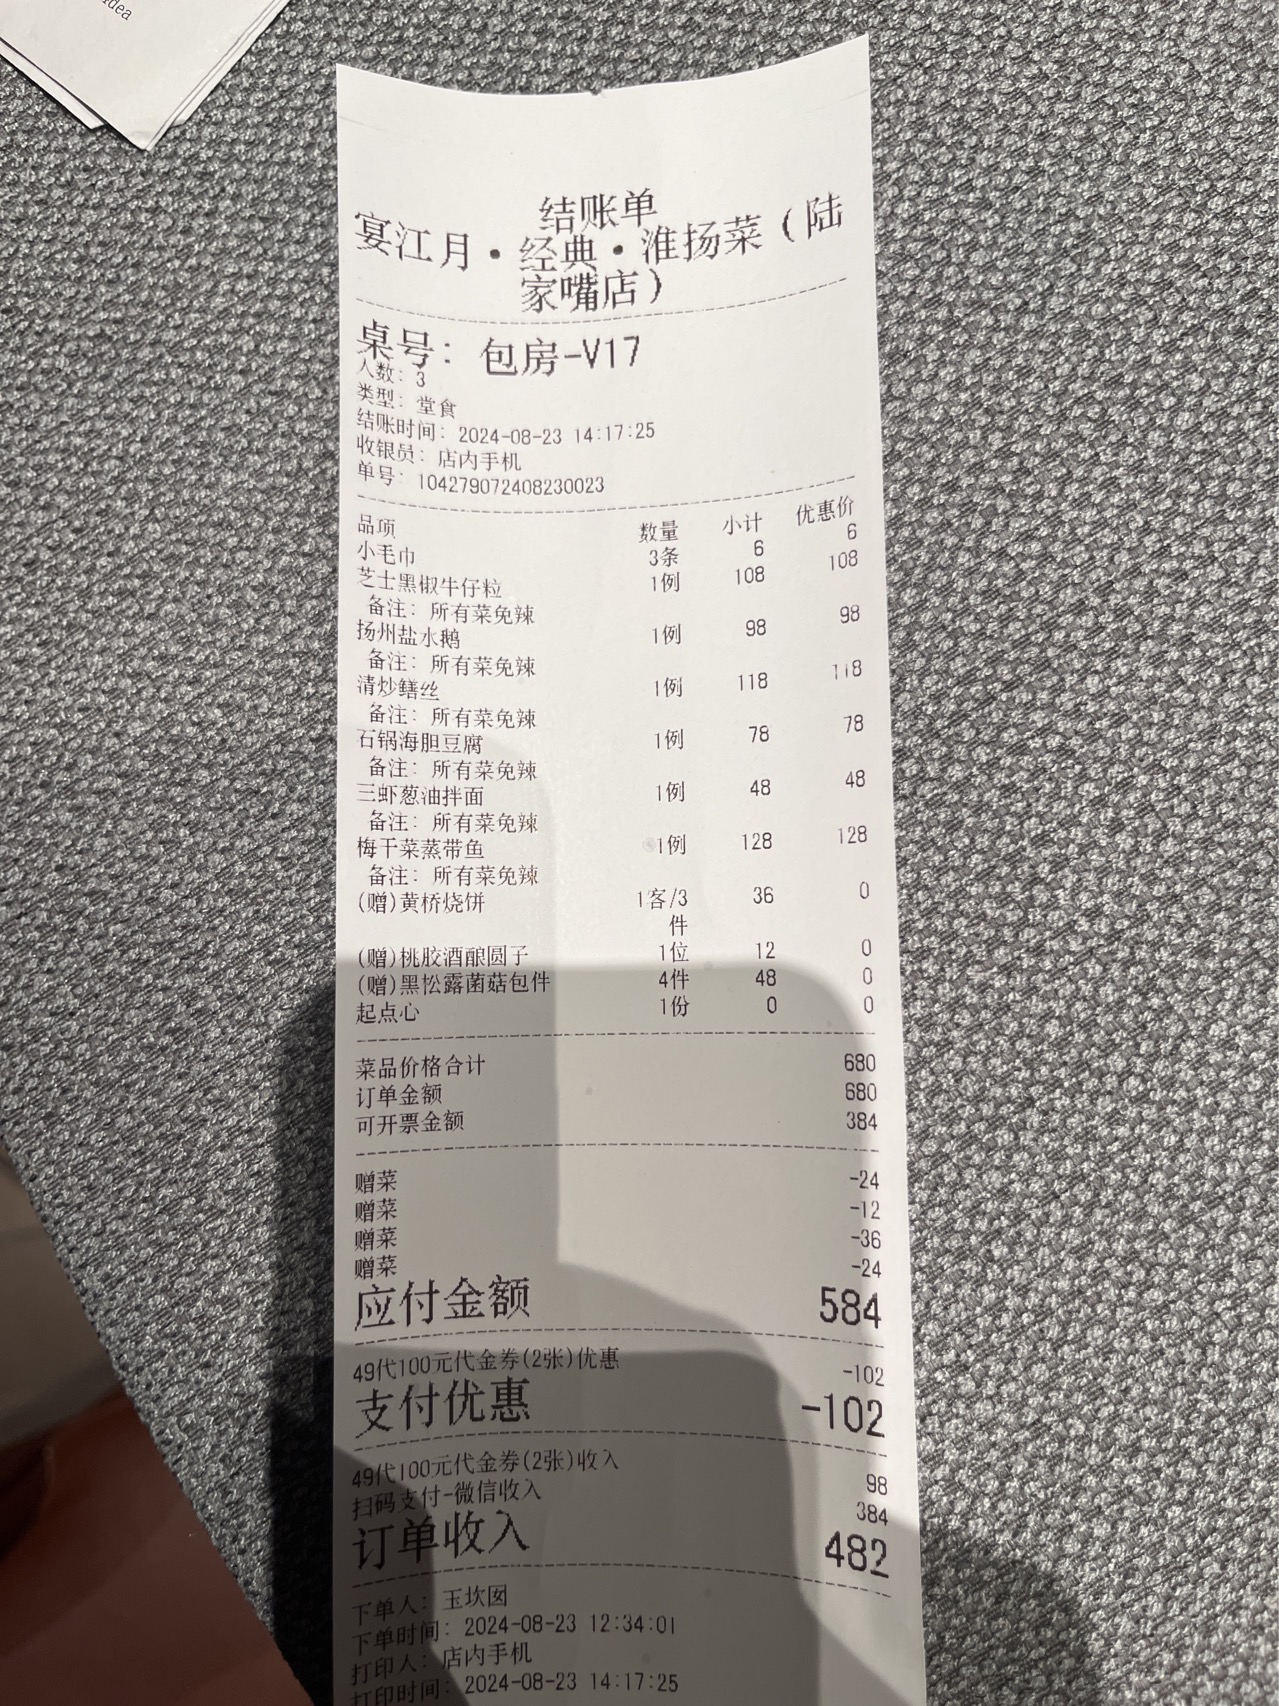 idea
结账单
宴江月·经典·淮扬菜（陆
家嘴店）
桌号：包房-V17
人数：3
类型：堂食
结账时间：2024-08-23 14:17:25
收银员：店内手机
单号：104279072408230023
品项 数量 小计 优惠价
小毛巾 3条 6 6
芝士黑椒牛仔粒 1例 108 108
备注：所有菜免辣
扬州盐水鹅 1例 98 98
备注：所有菜免辣
清炒鳝丝 1例 118 118
备注：所有菜免辣
石锅海胆豆腐 1例 78 78
备注：所有菜免辣
三虾葱油拌面 1例 48 48
备注：所有菜免辣
梅干菜蒸带鱼 1例 128 128
备注：所有菜免辣
(赠)黄桥烧饼 1客/3 36 0
件
(赠)桃胶酒酿圆子 1位 12 0
(赠)黑松露菌菇包件 4件 48 0
起点心 1份 0 0
菜品价格合计 680
订单金额 680
可开票金额 384
赠菜 -24
赠菜 -12
赠菜 -36
赠菜 -24
应付金额 584
49代100元代金券(2张)优惠 -102
支付优惠 -102
49代100元代金券(2张)收入 98
扫码支付-微信收入 384
订单收入 482
下单人：玉坎囡
下单时间：2024-08-23 12:34:01
打印人：店内手机
打印时间：2024-08-23 14:17:25